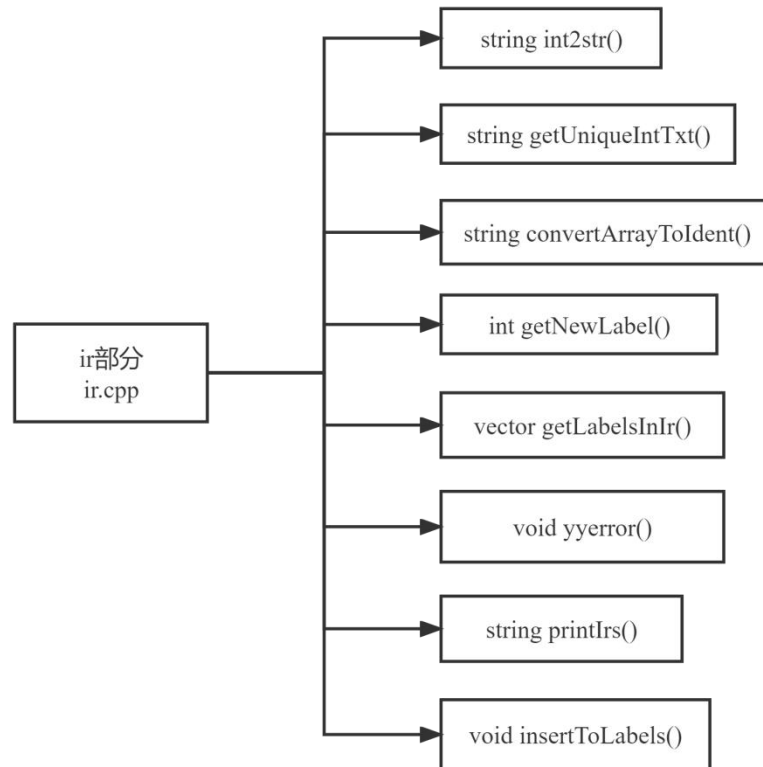 string int2str()
string getUniqueIntTxt()
string convertArrayToIdent()
int getNewLabel()
ir部分
ir.cpp
vector getLabelsInIr()
void yyerror()
string printIrs()
void insertToLabels()